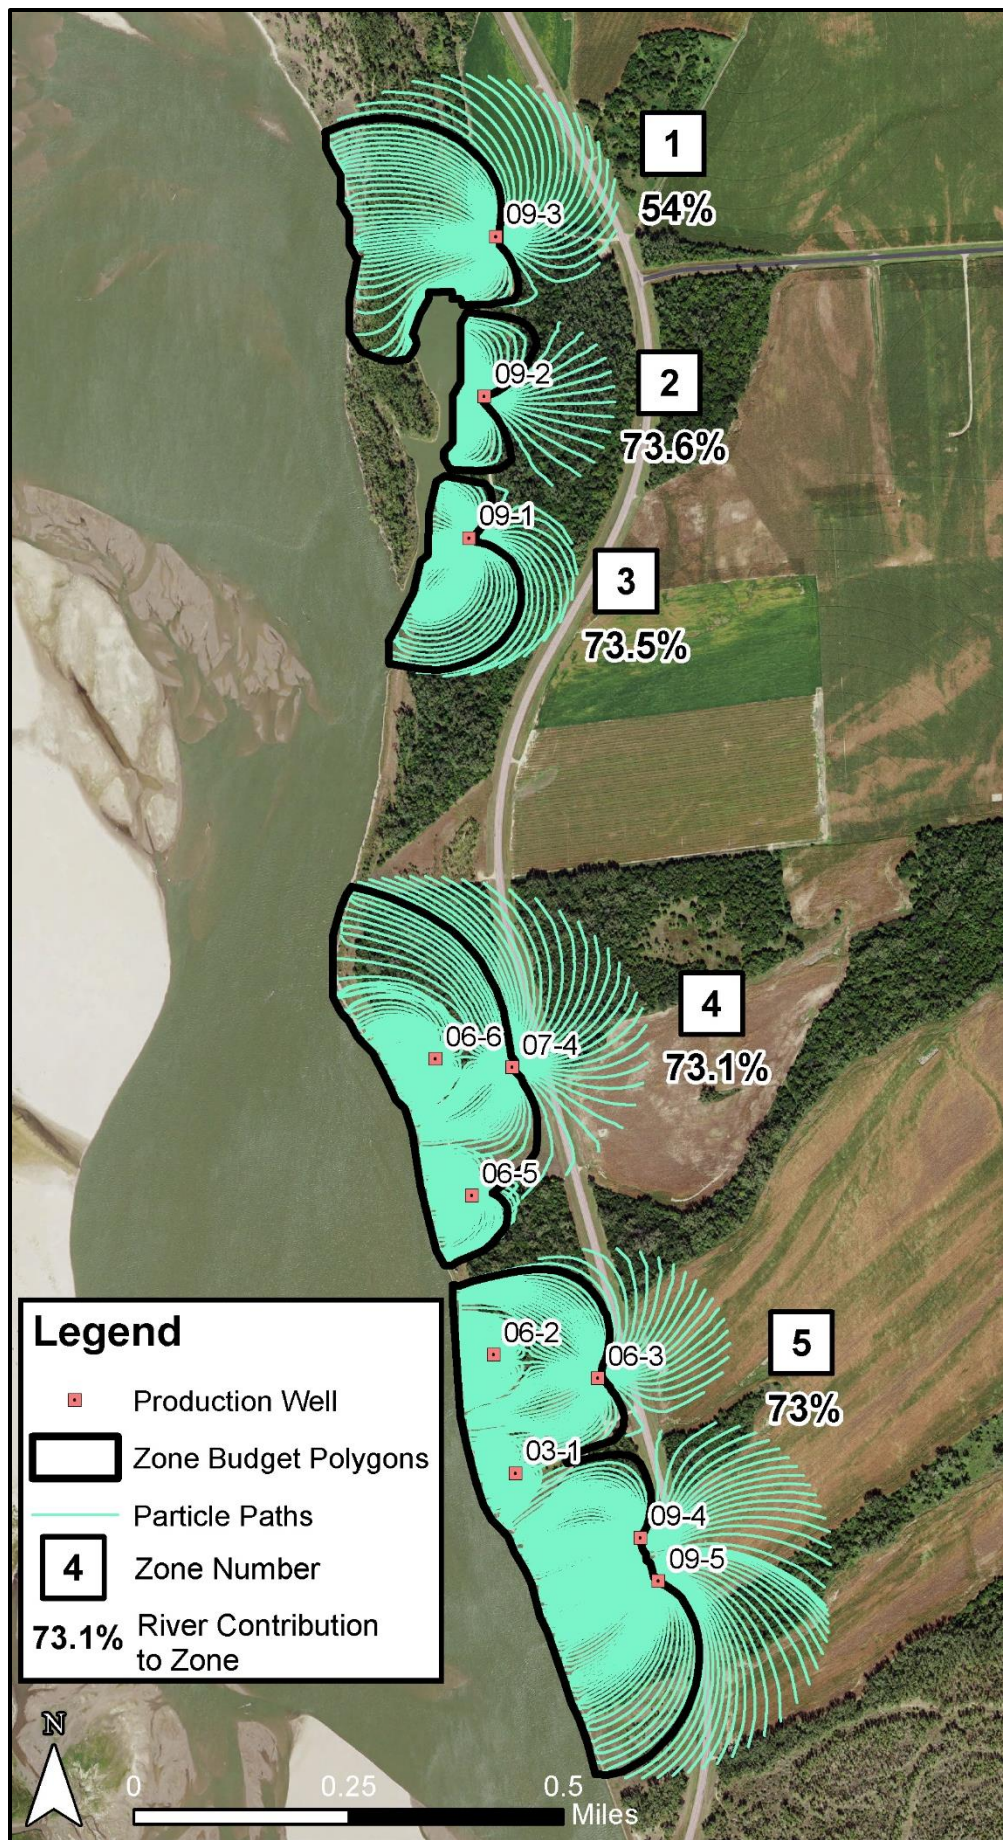 1
54%
09-3
09-2
2
73.6%
09-1
3
73.5%
4
73.1%
06-6
07-4
06-5
5
73%
06-2
06-3
03-1
09-4
09-5
Legend
Production Well
Zone Budget Polygons
Particle Paths
4 Zone Number
73.1% River Contribution
to Zone
N
0 0.25 0.5
Miles